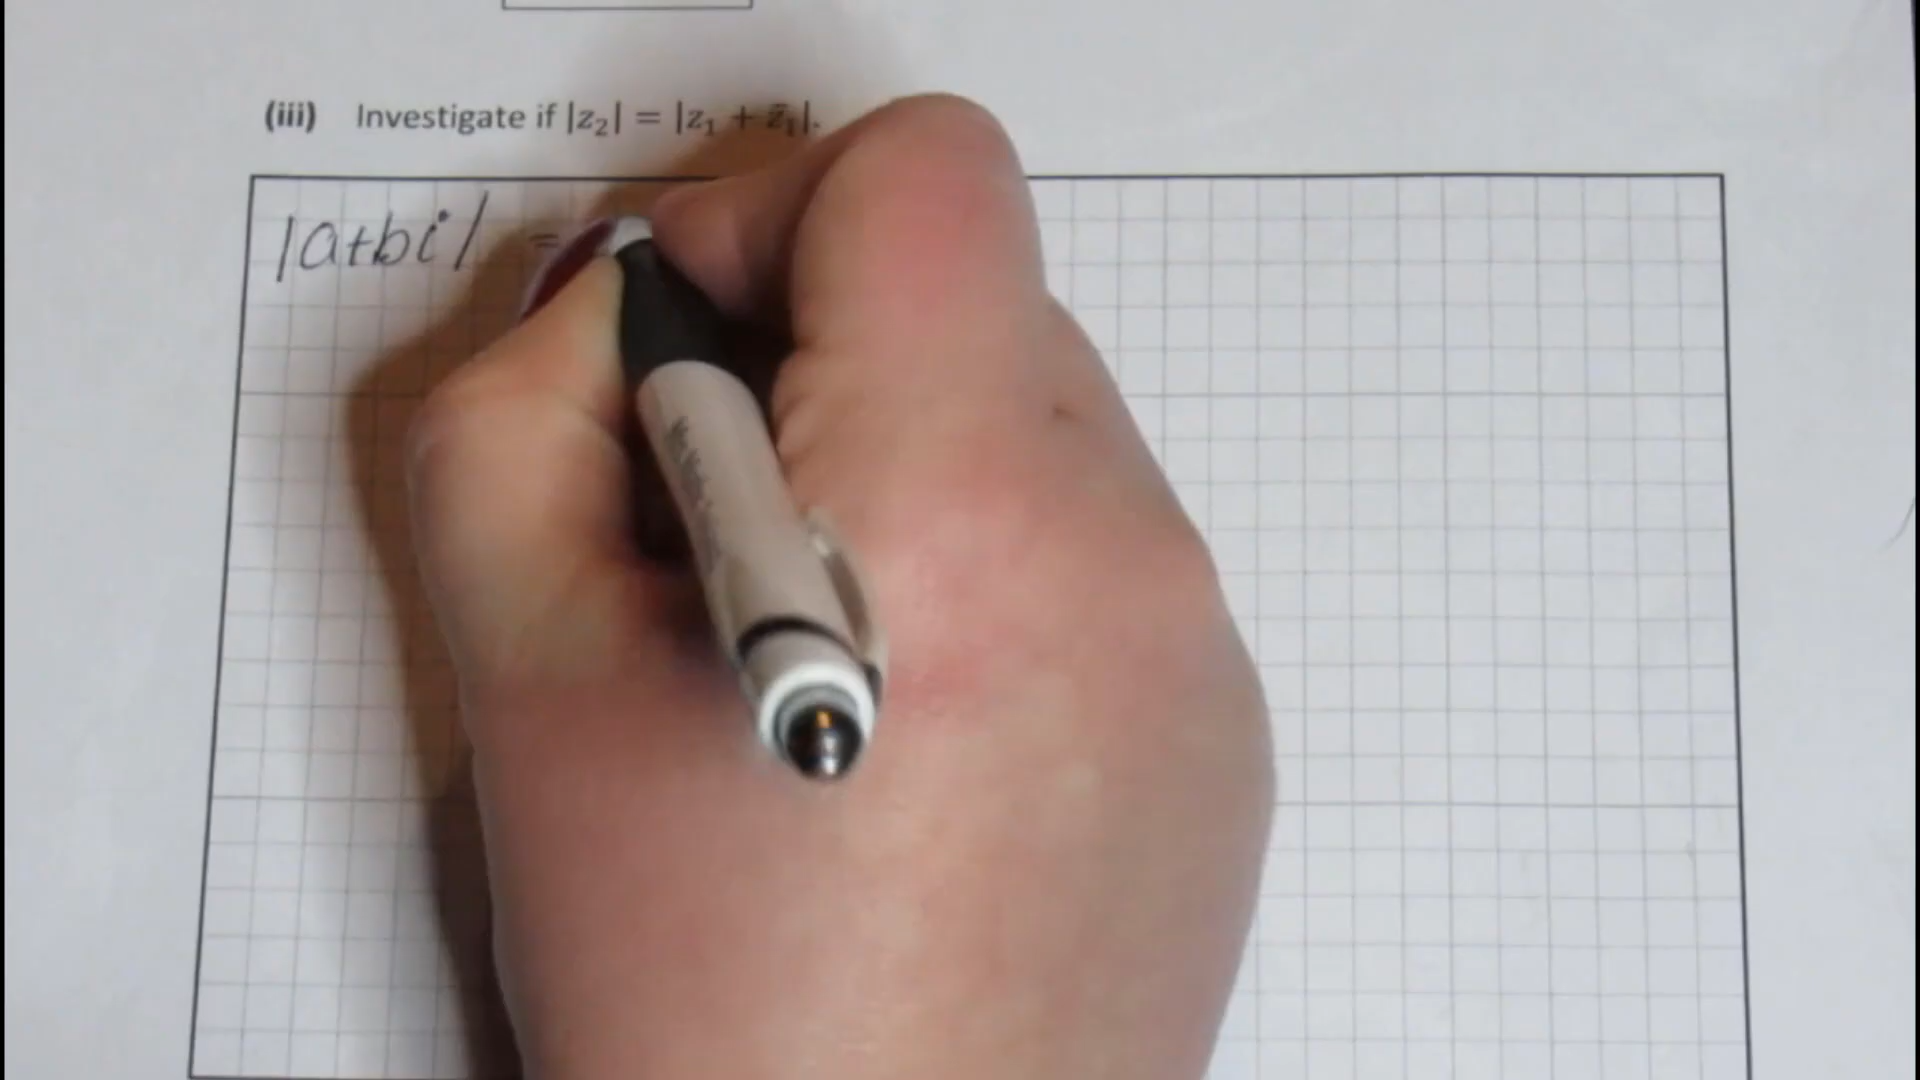 (iii) Investigate if |z₂| = |z₁ + z̄₁|.
|a+bi| =